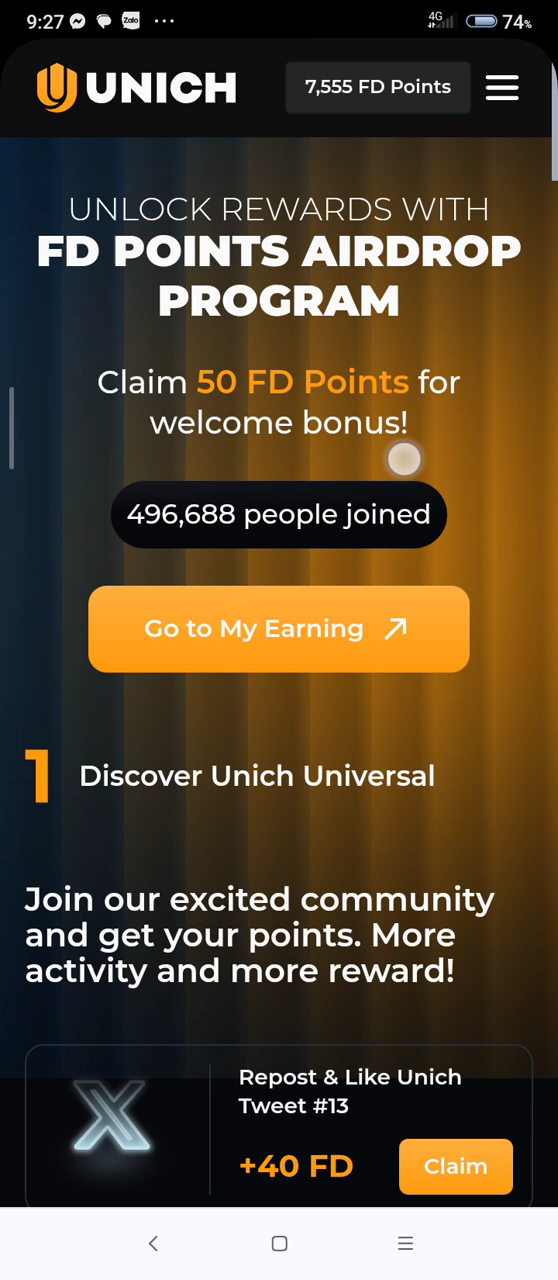 9:27 Zalo 4G 74%
UNICH 7,555 FD Points
UNLOCK REWARDS WITH
FD POINTS AIRDROP
PROGRAM
Claim 50 FD Points for
welcome bonus!
496,688 people joined
Go to My Earning
1 Discover Unich Universal
Join our excited community
and get your points. More
activity and more reward!
Repost & Like Unich
Tweet #13
+40 FD Claim